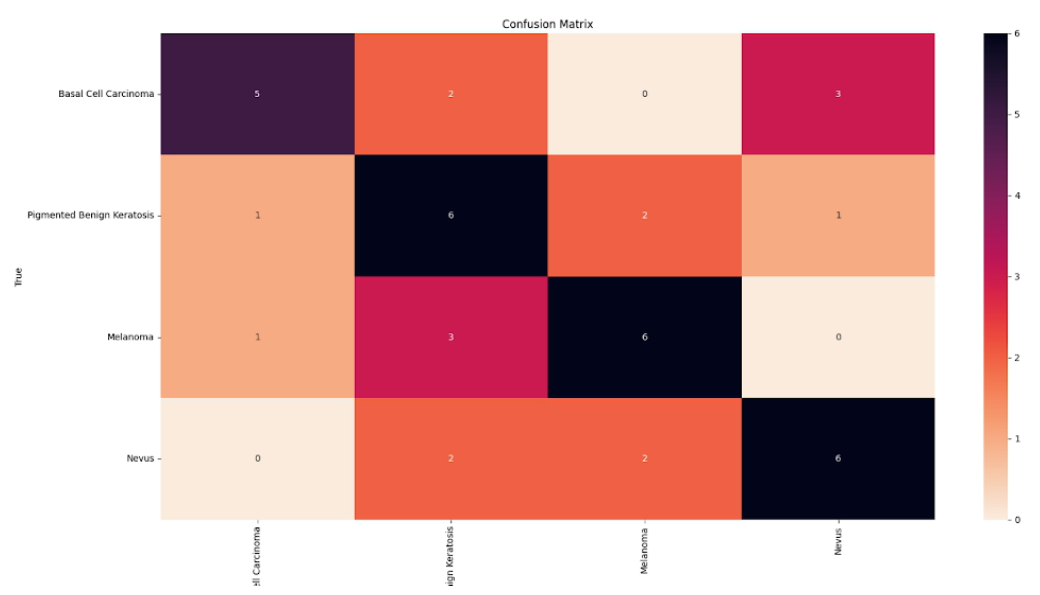 Confusion Matrix
Basal Cell Carcinoma
5
2
0
3
Pigmented Benign Keratosis
1
6
2
1
Melanoma
1
3
6
0
Nevus
0
2
2
6
True
ell Carcinoma
ign Keratosis
Melanoma
Nevus
6
5
4
3
2
1
0